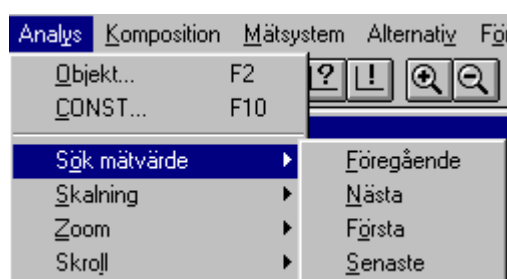 Analys Komposition Mätsystem Alternativ
Objekt... F2
CONST... F10
Sök mätvärde Föregående
Skalning Nästa
Zoom Första
Skroll Senaste